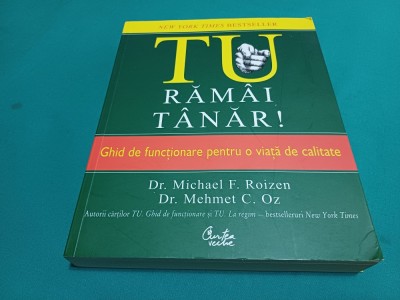 NEW YORK TIMES BESTSELLER
TU
RĂMÂI
TÂNĂR!
Ghid de funcționare pentru o viață de calitate
Dr. Michael F. Roizen
Dr. Mehmet C. Oz
Autorii cărților TU. Ghid de funcționare și TU. La regim – bestselleruri New York Times
Curtea
veche